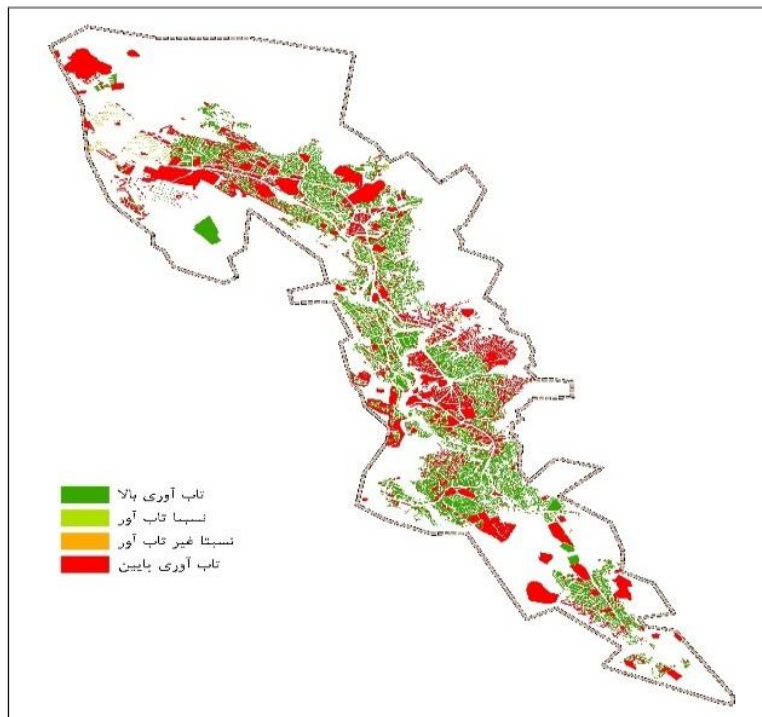 تاب آوری بالا
نسبتا تاب آور
نسبتا غیر تاب آور
تاب آوری پایین